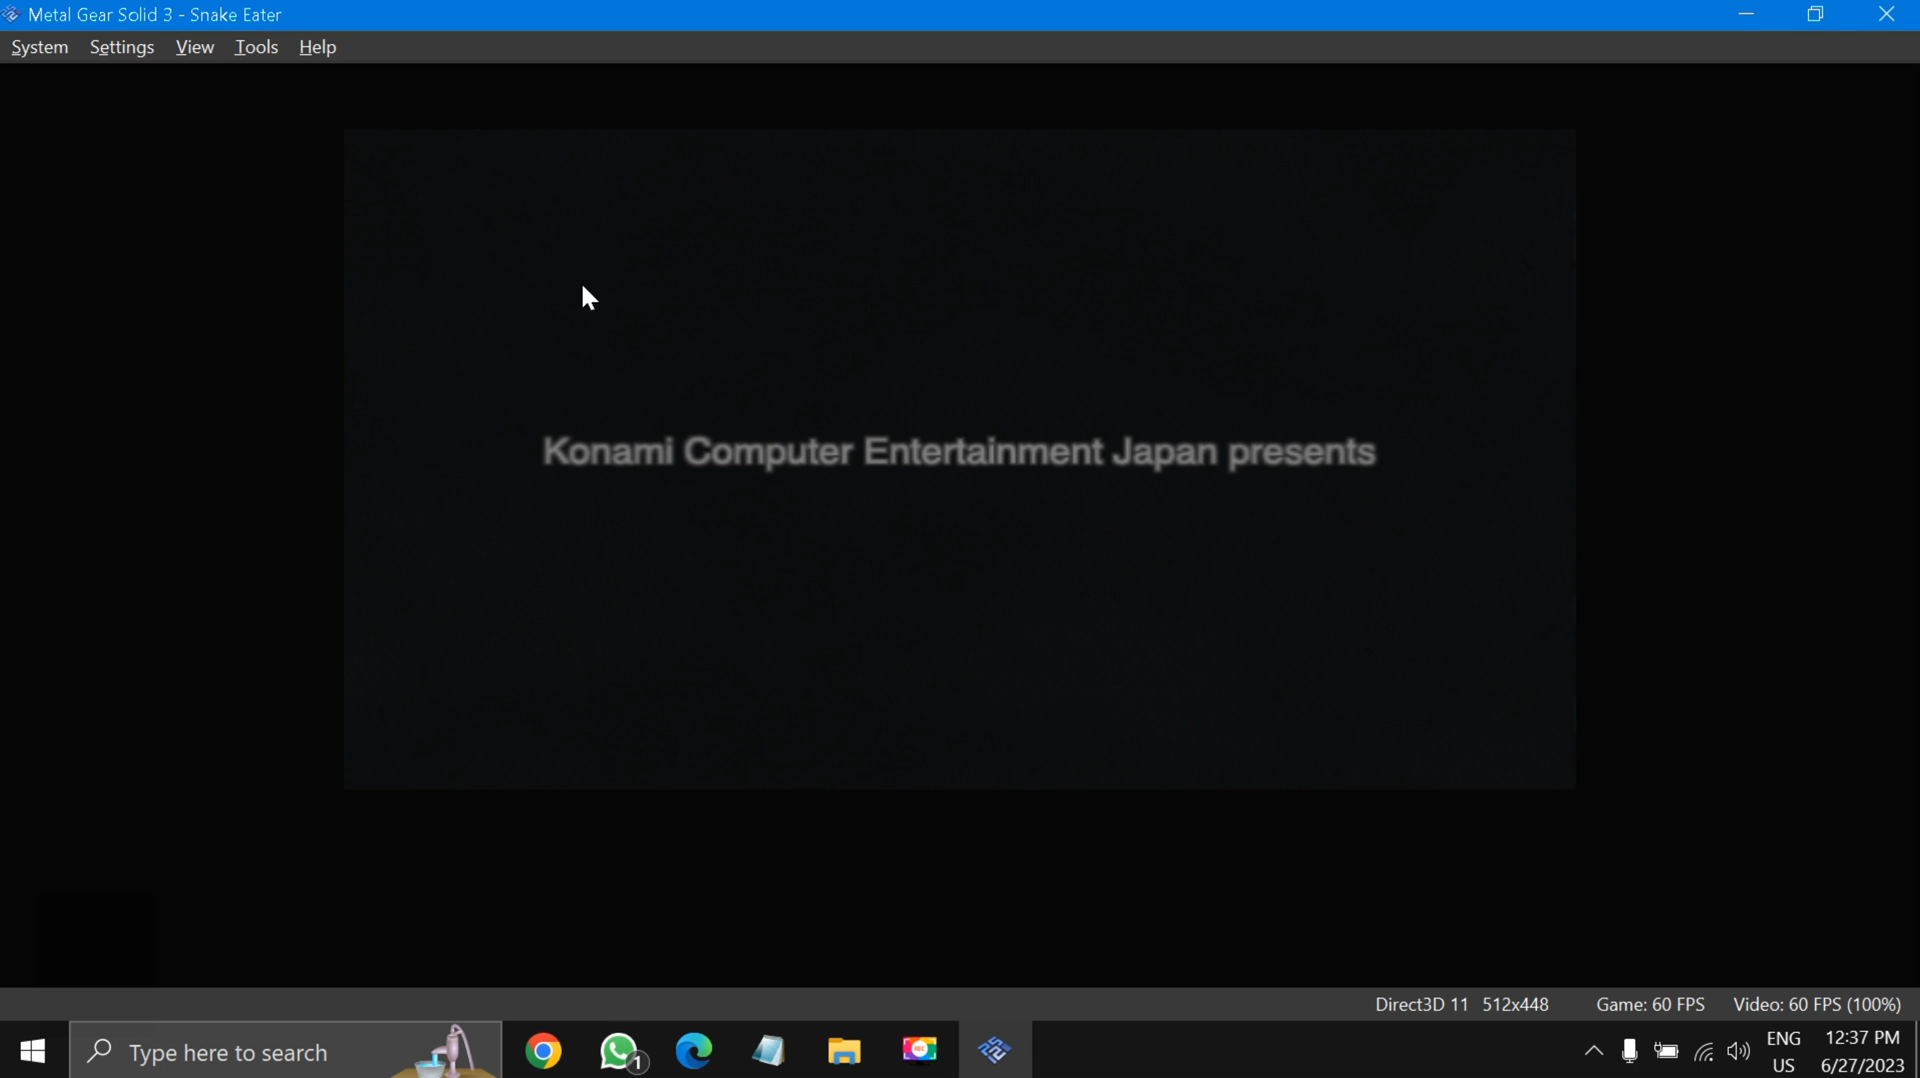 Metal Gear Solid 3 - Snake Eater
System Settings View Tools Help
Konami Computer Entertainment Japan presents
Direct3D 11 512x448 Game: 60 FPS Video: 60 FPS (100%)
Type here to search
REC
1
ENG
US
12:37 PM
6/27/2023